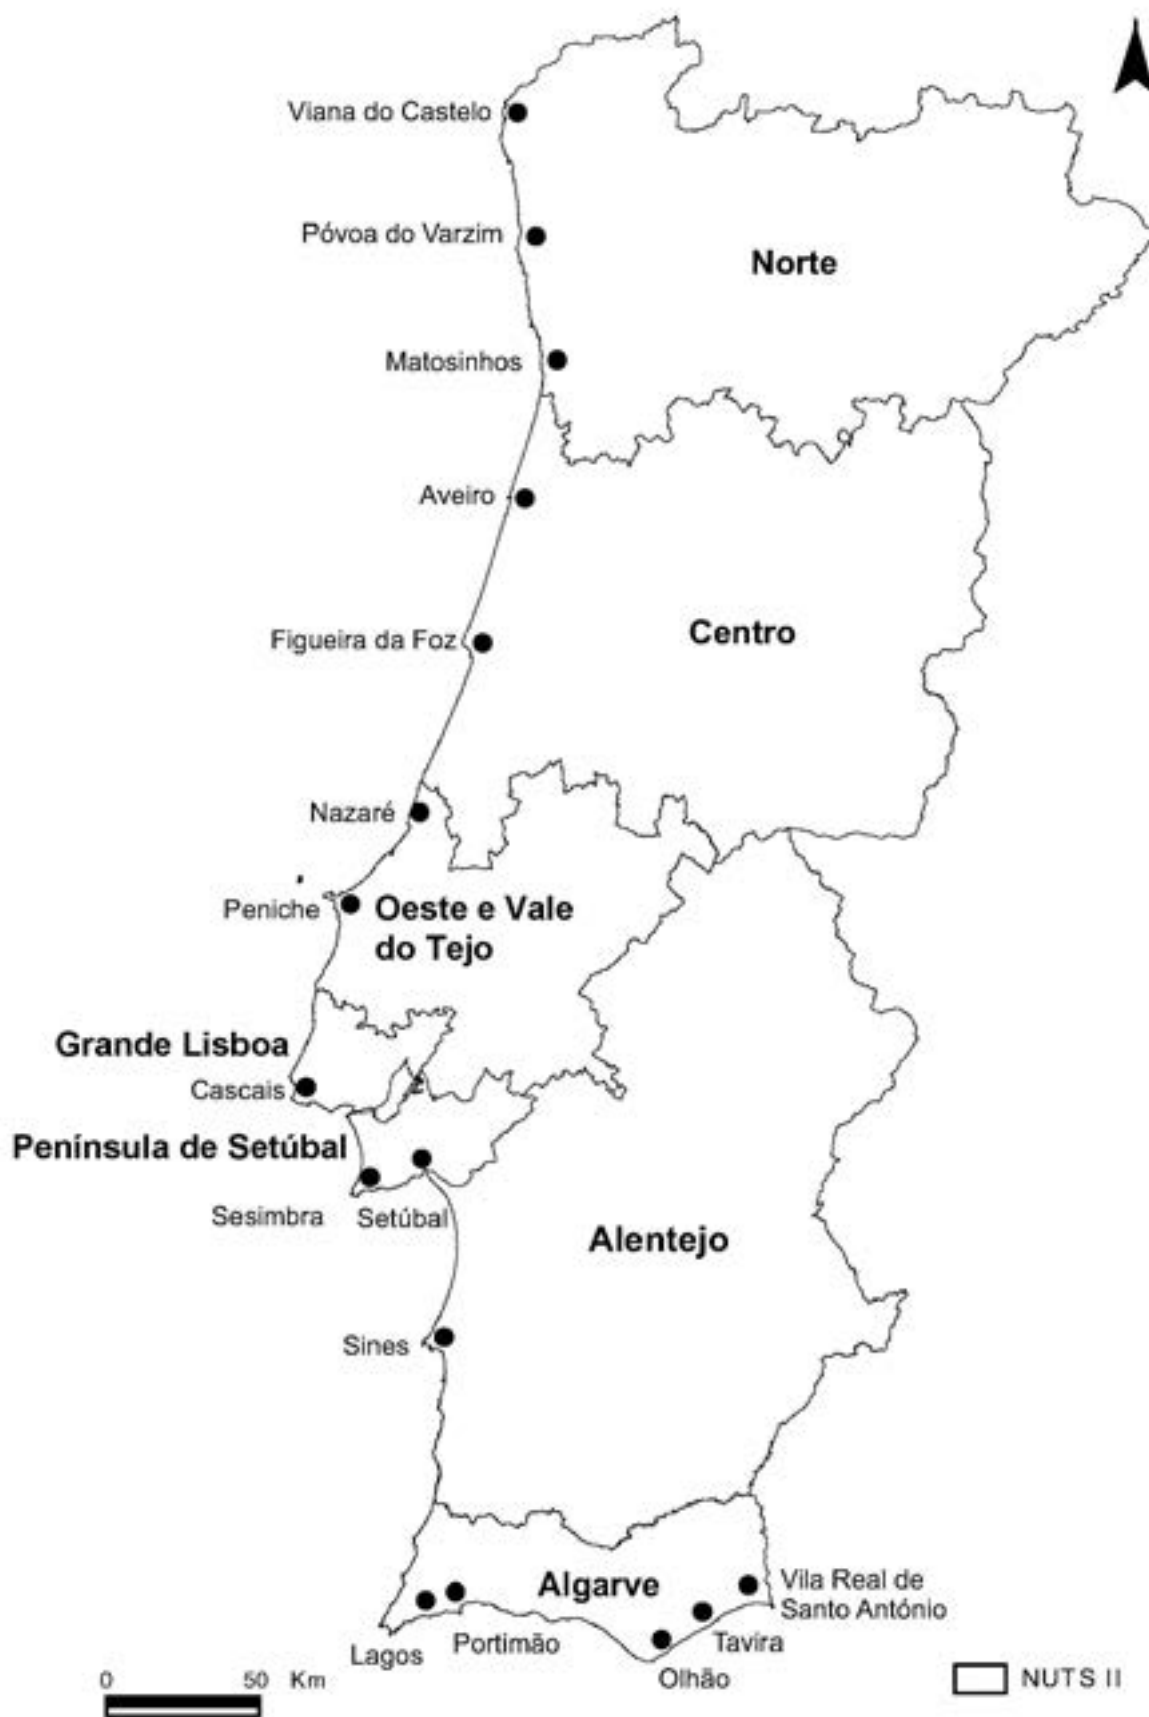 Viana do Castelo
Póvoa do Varzim
Norte
Matosinhos
Aveiro
Centro
Figueira da Foz
Nazaré
Peniche
Oeste e Vale
do Tejo
Grande Lisboa
Cascais
Península de Setúbal
Sesimbra
Setúbal
Alentejo
Sines
Algarve
Vila Real de
Santo António
Lagos
Portimão
Tavira
Olhão
0 50 Km
NUTS II